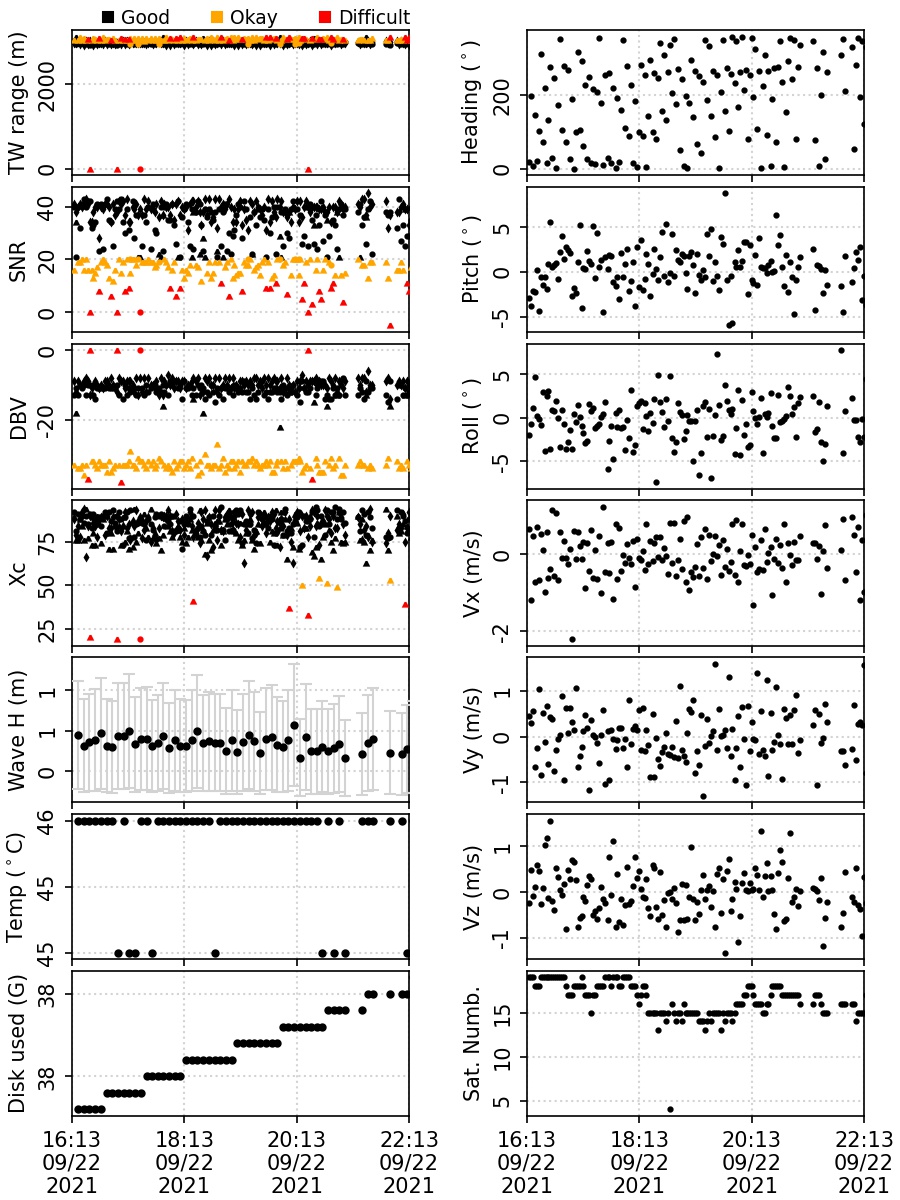 Good Okay Difficult
TW range (m)
2000
0
Heading (°)
200
0
SNR
40
20
0
Pitch (°)
5
0
-5
DBV
0
-20
Roll (°)
5
0
-5
Xc
75
50
25
Vx (m/s)
0
-2
Wave H (m)
1
1
0
Vy (m/s)
1
0
-1
Temp (°C)
46
45
45
Vz (m/s)
1
0
-1
Disk used (G)
38
38
Sat. Numb.
15
10
5
16:13 18:13 20:13 22:13 16:13 18:13 20:13 22:13
09/22 09/22 09/22 09/22 09/22 09/22 09/22 09/22
2021 2021 2021 2021 2021 2021 2021 2021